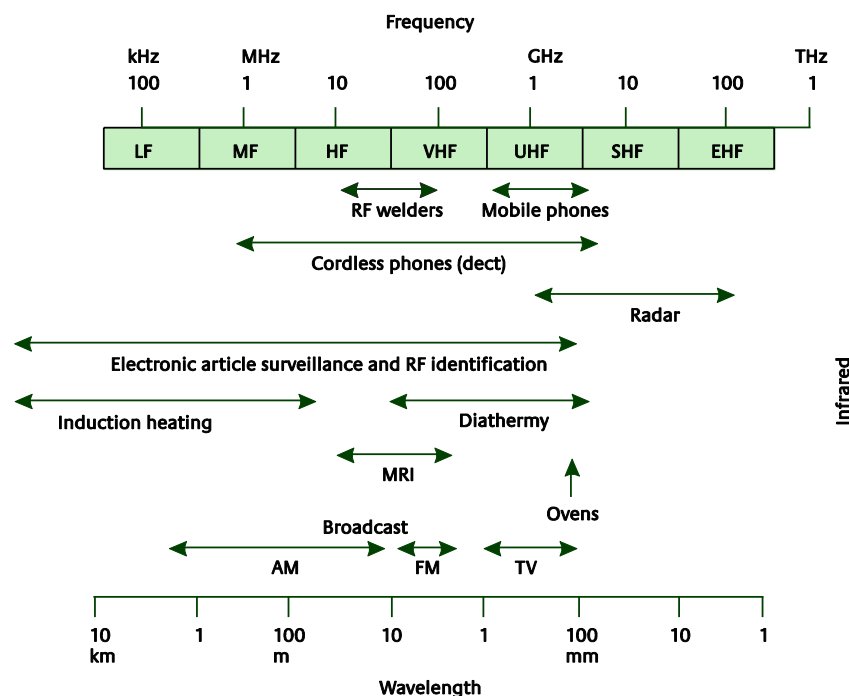 Frequency
kHz MHz GHz THz
100 1 10 100 1 10 100 1
LF MF HF VHF UHF SHF EHF
RF welders Mobile phones
Cordless phones (dect)
Radar
Electronic article surveillance and RF identification
Infrared
Induction heating Diathermy
MRI
Ovens
Broadcast
AM FM TV
10 1 100 10 1 100 10 1
km m mm
Wavelength